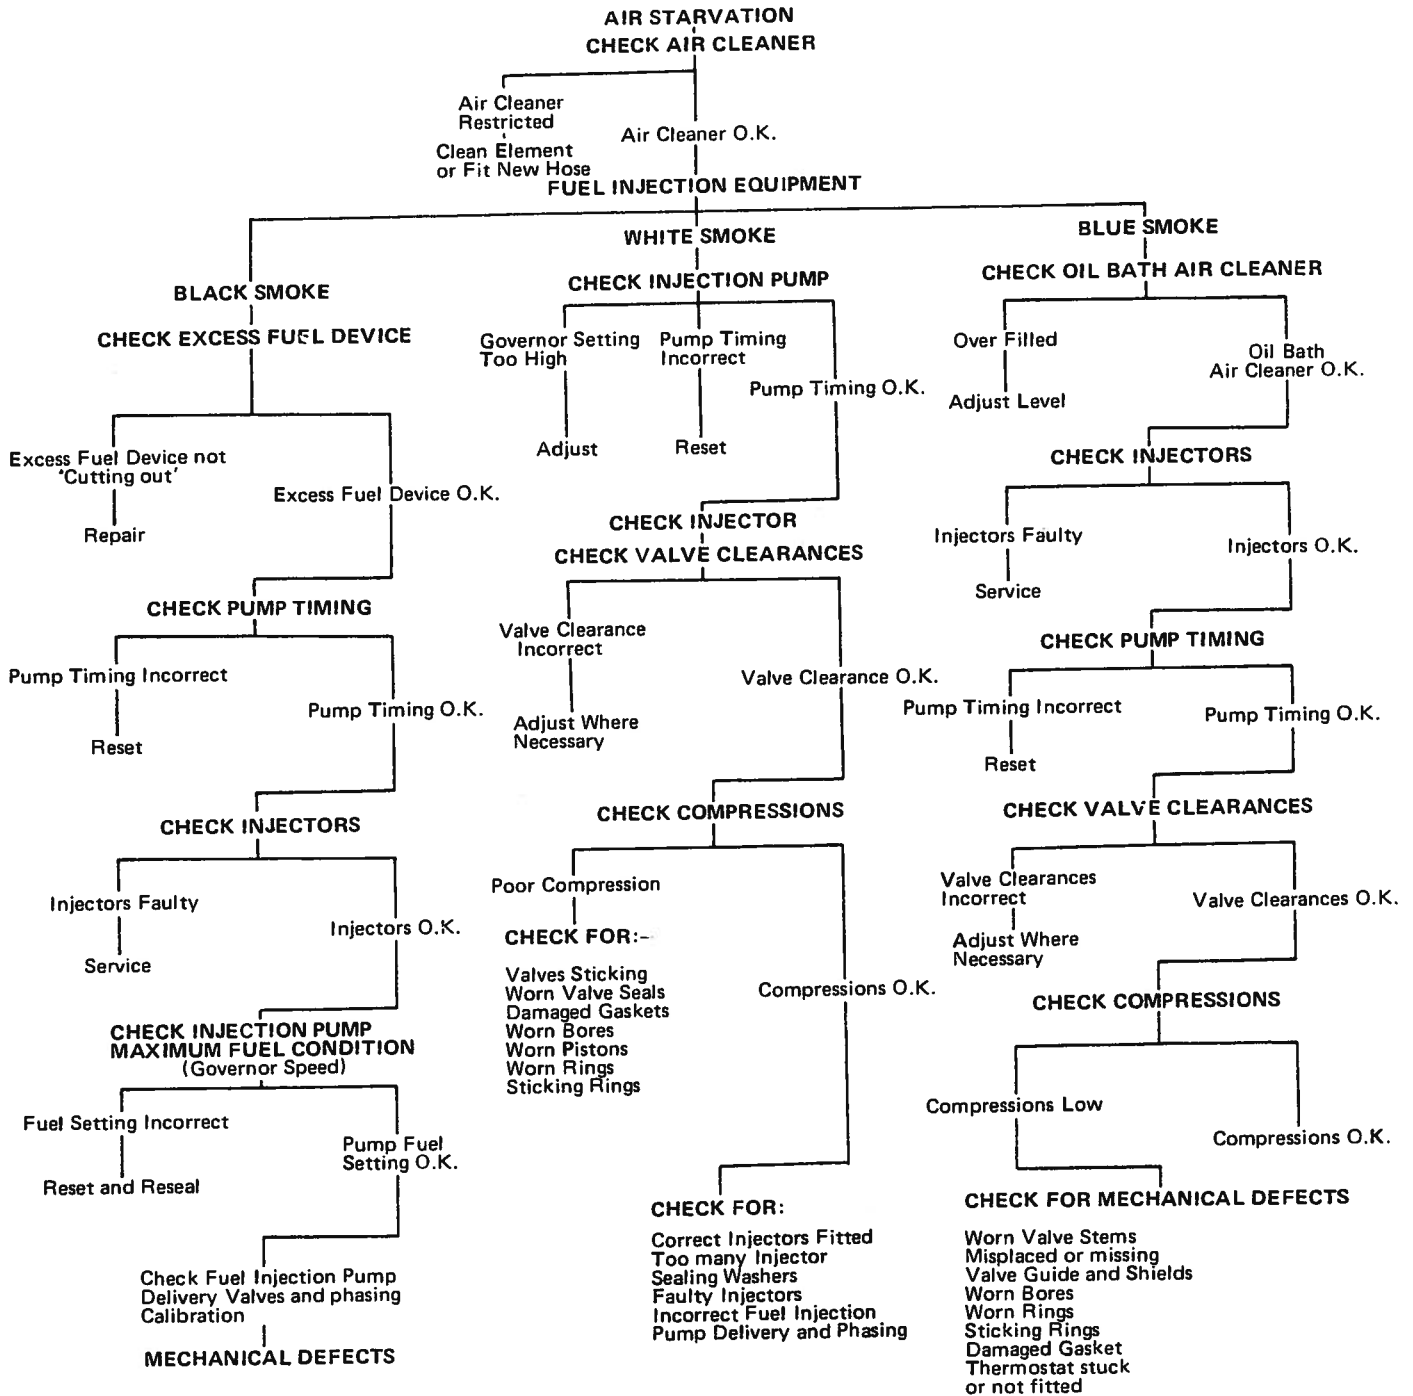 AIR STARVATION
CHECK AIR CLEANER
Air Cleaner
Restricted
Clean Element
or Fit New Hose
Air Cleaner O.K.
FUEL INJECTION EQUIPMENT
BLACK SMOKE
CHECK EXCESS FUEL DEVICE
Excess Fuel Device not
'Cutting out'
Repair
Excess Fuel Device O.K.
CHECK PUMP TIMING
Pump Timing Incorrect
Reset
Pump Timing O.K.
CHECK INJECTORS
Injectors Faulty
Service
Injectors O.K.
CHECK INJECTION PUMP
MAXIMUM FUEL CONDITION
(Governor Speed)
Fuel Setting Incorrect
Reset and Reseal
Pump Fuel
Setting O.K.
Check Fuel Injection Pump
Delivery Valves and phasing
Calibration
MECHANICAL DEFECTS
WHITE SMOKE
CHECK INJECTION PUMP
Governor Setting
Too High
Adjust
Pump Timing
Incorrect
Reset
Pump Timing O.K.
CHECK INJECTOR
CHECK VALVE CLEARANCES
Valve Clearance
Incorrect
Adjust Where
Necessary
Valve Clearance O.K.
CHECK COMPRESSIONS
Poor Compression
CHECK FOR:-
Valves Sticking
Worn Valve Seals
Damaged Gaskets
Worn Bores
Worn Pistons
Worn Rings
Sticking Rings
Compressions O.K.
CHECK FOR:
Correct Injectors Fitted
Too many Injector
Sealing Washers
Faulty Injectors
Incorrect Fuel Injection
Pump Delivery and Phasing
BLUE SMOKE
CHECK OIL BATH AIR CLEANER
Over Filled
Adjust Level
Oil Bath
Air Cleaner O.K.
CHECK INJECTORS
Injectors Faulty
Service
Injectors O.K.
CHECK PUMP TIMING
Pump Timing Incorrect
Reset
Pump Timing O.K.
CHECK VALVE CLEARANCES
Valve Clearances
Incorrect
Adjust Where
Necessary
Valve Clearances O.K.
CHECK COMPRESSIONS
Compressions Low
Compressions O.K.
CHECK FOR MECHANICAL DEFECTS
Worn Valve Stems
Misplaced or missing
Valve Guide and Shields
Worn Bores
Worn Rings
Sticking Rings
Damaged Gasket
Thermostat stuck
or not fitted